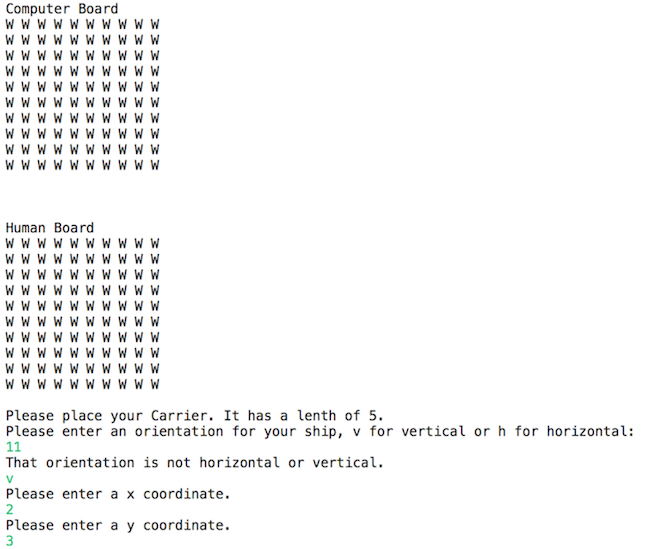 Computer Board
W W W W W W W W W W
W W W W W W W W W W
W W W W W W W W W W
W W W W W W W W W W
W W W W W W W W W W
W W W W W W W W W W
W W W W W W W W W W
W W W W W W W W W W
W W W W W W W W W W
W W W W W W W W W W
Human Board
W W W W W W W W W W
W W W W W W W W W W
W W W W W W W W W W
W W W W W W W W W W
W W W W W W W W W W
W W W W W W W W W W
W W W W W W W W W W
W W W W W W W W W W
W W W W W W W W W W
W W W W W W W W W W
Please place your Carrier. It has a lenth of 5.
Please enter an orientation for your ship, v for vertical or h for horizontal:
11
That orientation is not horizontal or vertical.
v
Please enter a x coordinate.
2
Please enter a y coordinate.
3